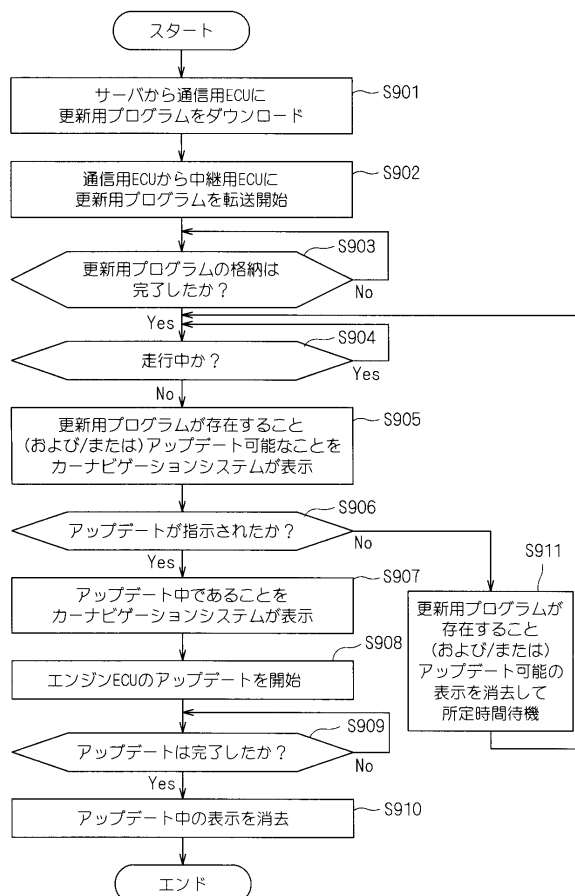 スタート
サーバから通信用ECUに
更新用プログラムをダウンロード
S901
通信用ECUから中継用ECUに
更新用プログラムを転送開始
S902
更新用プログラムの格納は
完了したか?
S903
No
Yes
走行中か?
S904
Yes
No
更新用プログラムが存在すること
(および/または)アップデート可能なことを
カーナビゲーションシステムが表示
S905
アップデートが指示されたか?
S906
No
Yes
アップデート中であることを
カーナビゲーションシステムが表示
S907
S911
更新用プログラムが
存在すること
(および/または)
アップデート可能の
表示を消去して
所定時間待機
エンジンECUのアップデートを開始
S908
アップデートは完了したか?
S909
No
Yes
アップデート中の表示を消去
S910
エンド